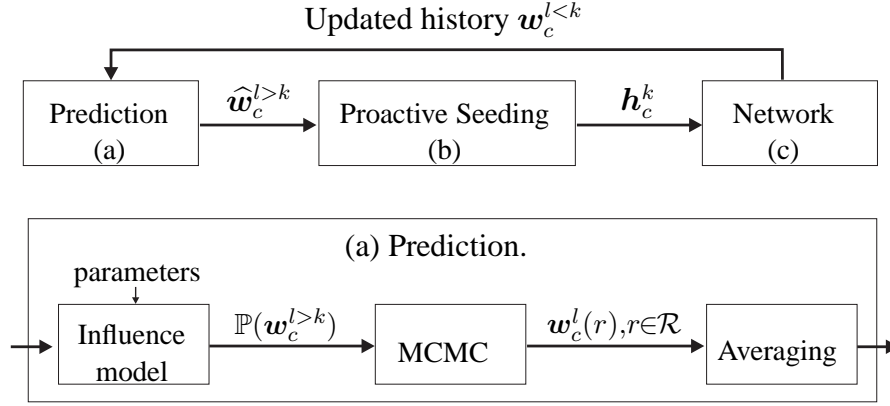 Updated history 𝒘_c^{l<k}
Prediction
(a)
ŵ_c^{l>k}
Proactive Seeding
(b)
𝒉_c^k
Network
(c)
(a) Prediction.
parameters
Influence
model
ℙ(𝒘_c^{l>k})
MCMC
𝒘_c^l(r),r∈ℛ
Averaging